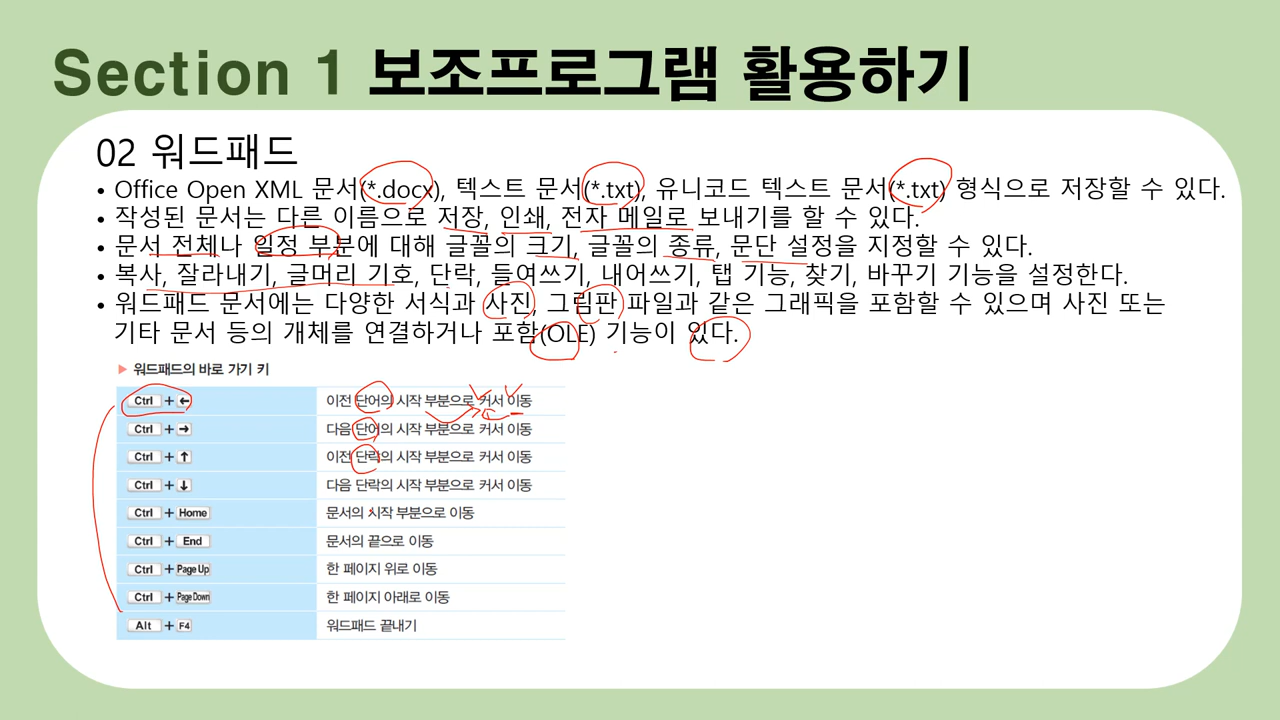 Section 1 보조프로그램 활용하기
02 워드패드
• Office Open XML 문서(*.docx), 텍스트 문서(*.txt), 유니코드 텍스트 문서(*.txt) 형식으로 저장할 수 있다.
• 작성된 문서는 다른 이름으로 저장, 인쇄, 전자 메일로 보내기를 할 수 있다.
• 문서 전체나 일정 부분에 대해 글꼴의 크기, 글꼴의 종류, 문단 설정을 지정할 수 있다.
• 복사, 잘라내기, 글머리 기호, 단락, 들여쓰기, 내어쓰기, 탭 기능, 찾기, 바꾸기 기능을 설정한다.
• 워드패드 문서에는 다양한 서식과 사진, 그림판 파일과 같은 그래픽을 포함할 수 있으며 사진 또는
기타 문서 등의 개체를 연결하거나 포함(OLE) 기능이 있다.
▶ 워드패드의 바로 가기 키
Ctrl + ← 이전 단어의 시작 부분으로 커서 이동
Ctrl + → 다음 단어의 시작 부분으로 커서 이동
Ctrl + ↑ 이전 단락의 시작 부분으로 커서 이동
Ctrl + ↓ 다음 단락의 시작 부분으로 커서 이동
Ctrl + Home 문서의 시작 부분으로 이동
Ctrl + End 문서의 끝으로 이동
Ctrl + Page Up 한 페이지 위로 이동
Ctrl + Page Down 한 페이지 아래로 이동
Alt + F4 워드패드 끝내기